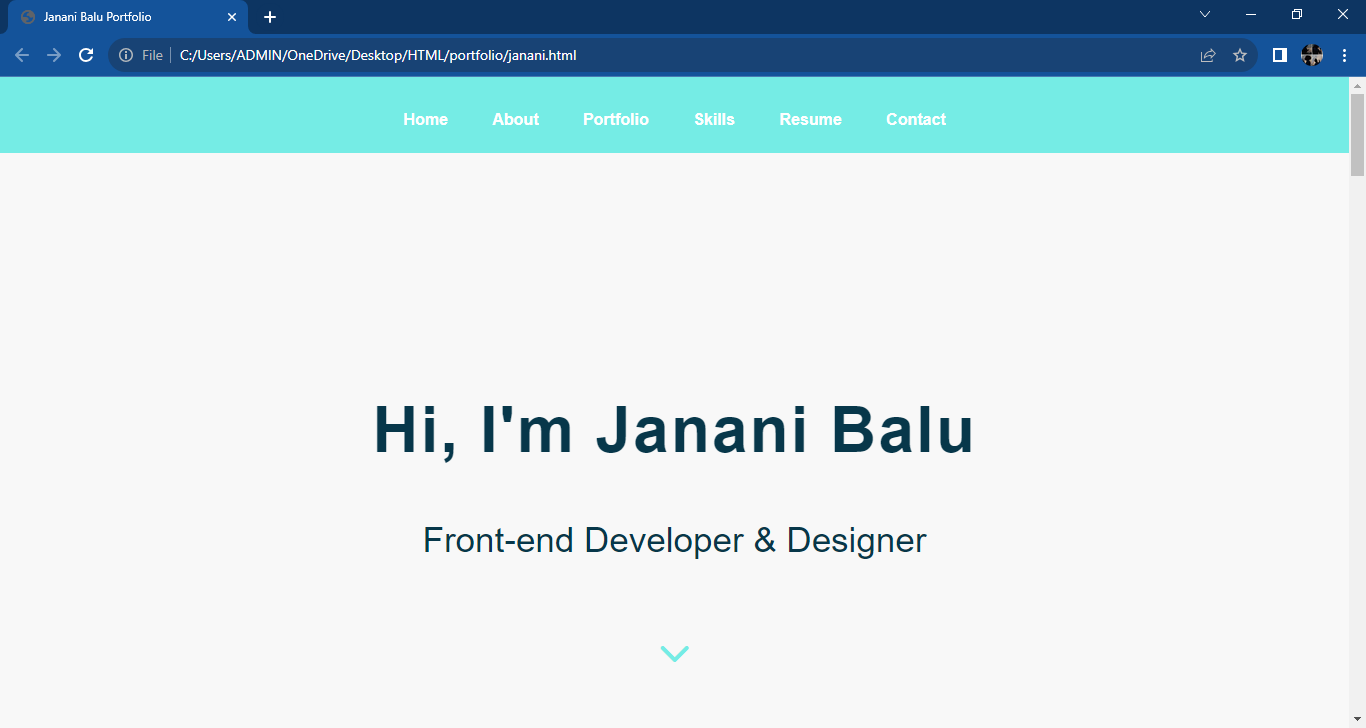 Janani Balu Portfolio
File C:/Users/ADMIN/OneDrive/Desktop/HTML/portfolio/janani.html
Home About Portfolio Skills Resume Contact
Hi, I'm Janani Balu
Front-end Developer & Designer